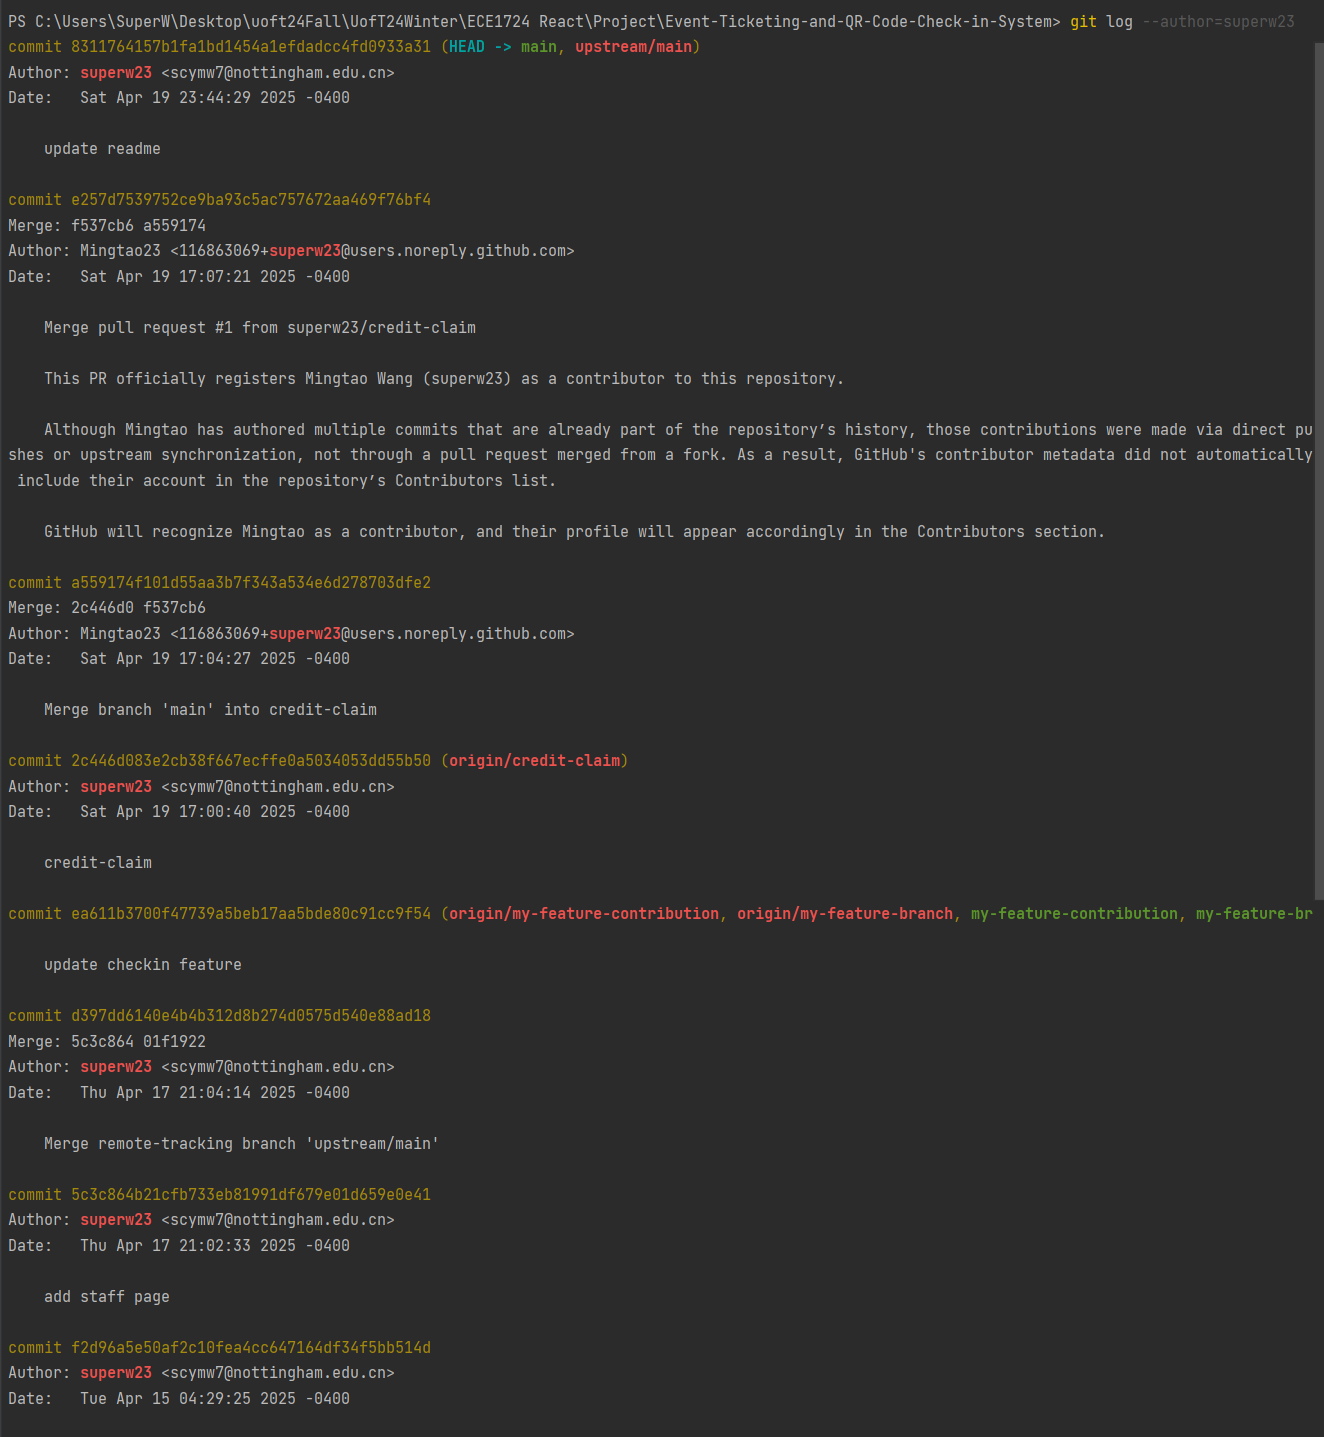 PS C:\Users\SuperW\Desktop\uoft24Fall\UofT24Winter\ECE1724 React\Project\Event-Ticketing-and-QR-Code-Check-in-System> git log --author=superw23
commit 8311764157b1fa1bd1454a1efdadcc4fd0933a31 (HEAD -> main, upstream/main)
Author: superw23 <scymw7@nottingham.edu.cn>
Date:   Sat Apr 19 23:44:29 2025 -0400
    update readme
commit e257d7539752ce9ba93c5ac757672aa469f76bf4
Merge: f537cb6 a559174
Author: Mingtao23 <116863069+superw23@users.noreply.github.com>
Date:   Sat Apr 19 17:07:21 2025 -0400
    Merge pull request #1 from superw23/credit-claim
    This PR officially registers Mingtao Wang (superw23) as a contributor to this repository.
    Although Mingtao has authored multiple commits that are already part of the repository’s history, those contributions were made via direct pu
shes or upstream synchronization, not through a pull request merged from a fork. As a result, GitHub's contributor metadata did not automatically
 include their account in the repository’s Contributors list.
    GitHub will recognize Mingtao as a contributor, and their profile will appear accordingly in the Contributors section.
commit a559174f101d55aa3b7f343a534e6d278703dfe2
Merge: 2c446d0 f537cb6
Author: Mingtao23 <116863069+superw23@users.noreply.github.com>
Date:   Sat Apr 19 17:04:27 2025 -0400
    Merge branch 'main' into credit-claim
commit 2c446d083e2cb38f667ecffe0a5034053dd55b50 (origin/credit-claim)
Author: superw23 <scymw7@nottingham.edu.cn>
Date:   Sat Apr 19 17:00:40 2025 -0400
    credit-claim
commit ea611b3700f47739a5beb17aa5bde80c91cc9f54 (origin/my-feature-contribution, origin/my-feature-branch, my-feature-contribution, my-feature-br
    update checkin feature
commit d397dd6140e4b4b312d8b274d0575d540e88ad18
Merge: 5c3c864 01f1922
Author: superw23 <scymw7@nottingham.edu.cn>
Date:   Thu Apr 17 21:04:14 2025 -0400
    Merge remote-tracking branch 'upstream/main'
commit 5c3c864b21cfb733eb81991df679e01d659e0e41
Author: superw23 <scymw7@nottingham.edu.cn>
Date:   Thu Apr 17 21:02:33 2025 -0400
    add staff page
commit f2d96a5e50af2c10fea4cc647164df34f5bb514d
Author: superw23 <scymw7@nottingham.edu.cn>
Date:   Tue Apr 15 04:29:25 2025 -0400